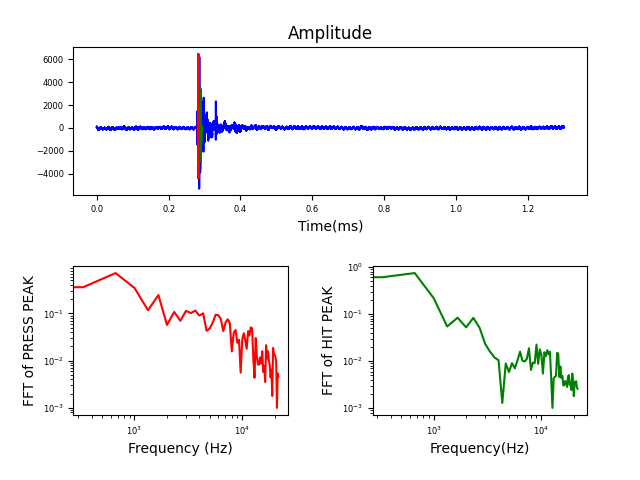 Amplitude
6000
4000
2000
0
−2000
−4000
0.0 0.2 0.4 0.6 0.8 1.0 1.2
Time(ms)
FFT of PRESS PEAK
10⁻¹
10⁻²
10⁻³
10³ 10⁴
Frequency (Hz)
FFT of HIT PEAK
10⁰
10⁻¹
10⁻²
10⁻³
10³ 10⁴
Frequency(Hz)